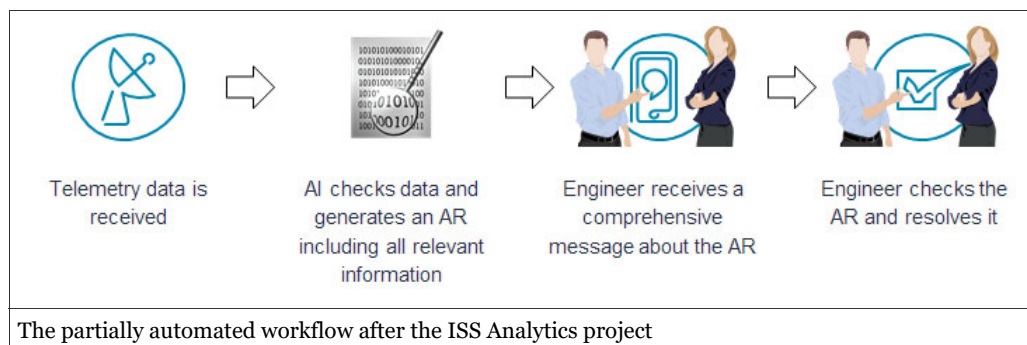 Telemetry data is
received
AI checks data and
generates an AR
including all relevant
information
Engineer receives a
comprehensive
message about the AR
Engineer checks the
AR and resolves it
The partially automated workflow after the ISS Analytics project